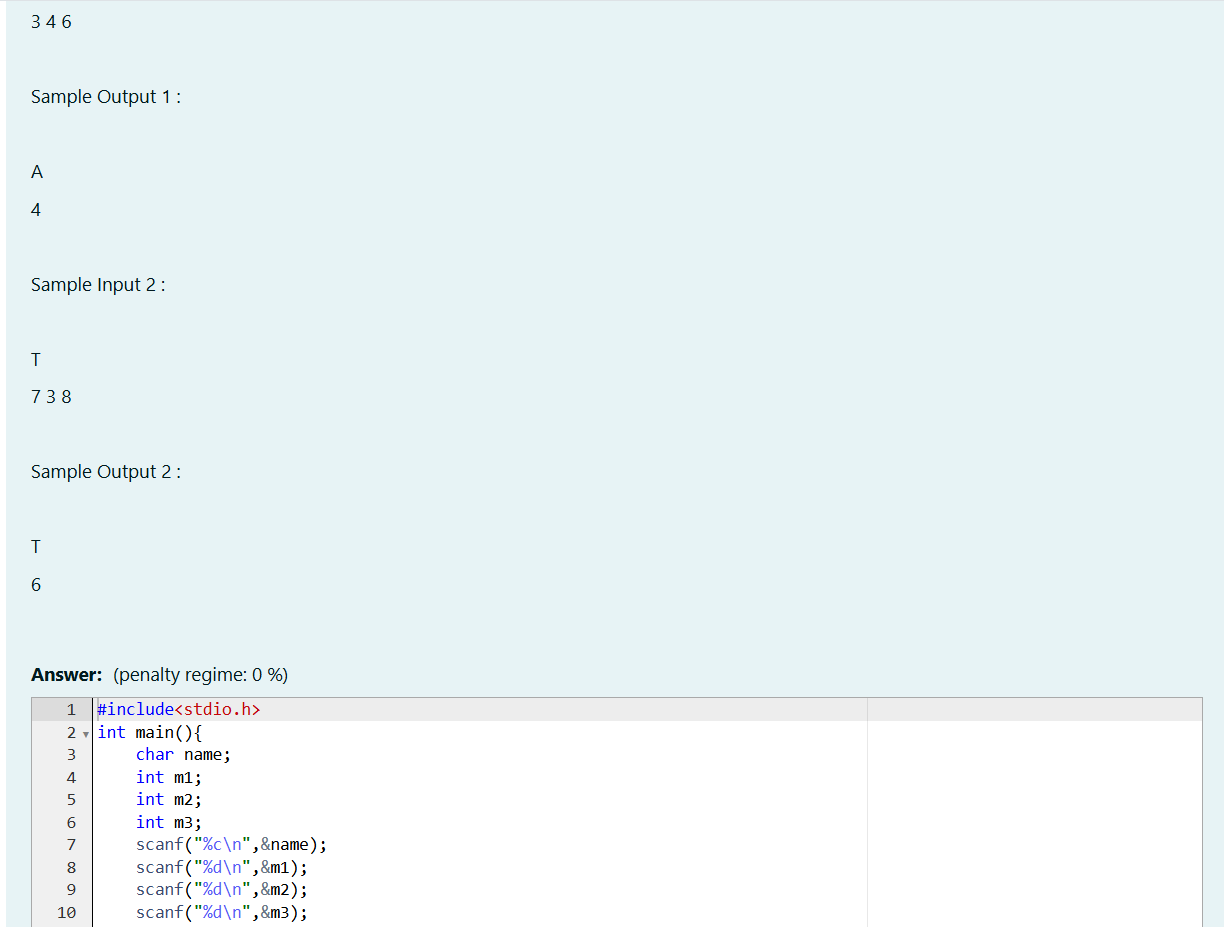 3 4 6
Sample Output 1 :
A
4
Sample Input 2 :
T
7 3 8
Sample Output 2 :
T
6
Answer: (penalty regime: 0 %)
1 #include<stdio.h>
2 int main(){
3 char name;
4 int m1;
5 int m2;
6 int m3;
7 scanf("%c\n",&name);
8 scanf("%d\n",&m1);
9 scanf("%d\n",&m2);
10 scanf("%d\n",&m3);